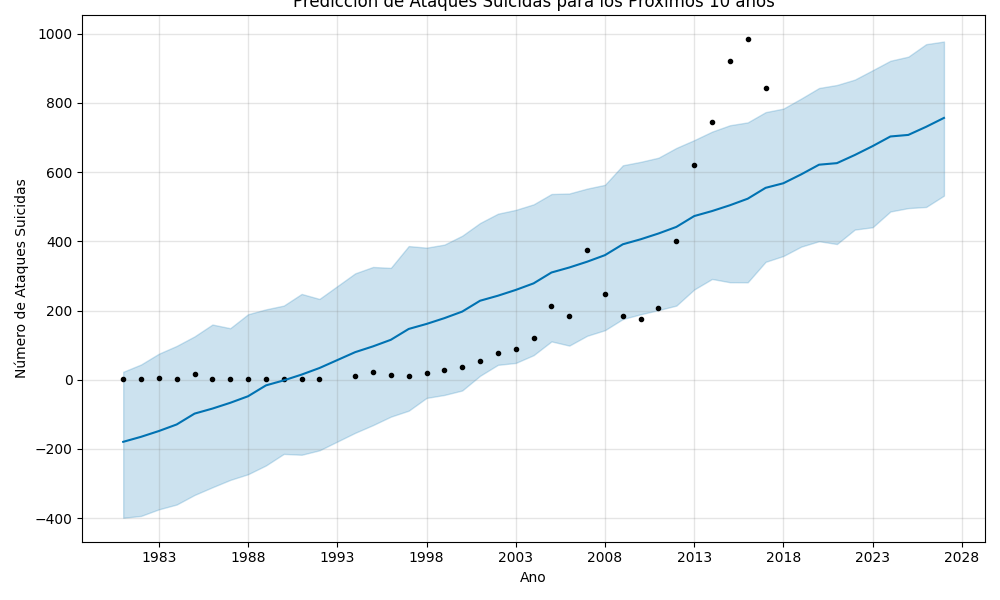 Predicción de Ataques Suicidas para los Próximos 10 años
1000
800
600
400
200
0
−200
−400
Número de Ataques Suicidas
1983 1988 1993 1998 2003 2008 2013 2018 2023 2028
Ano